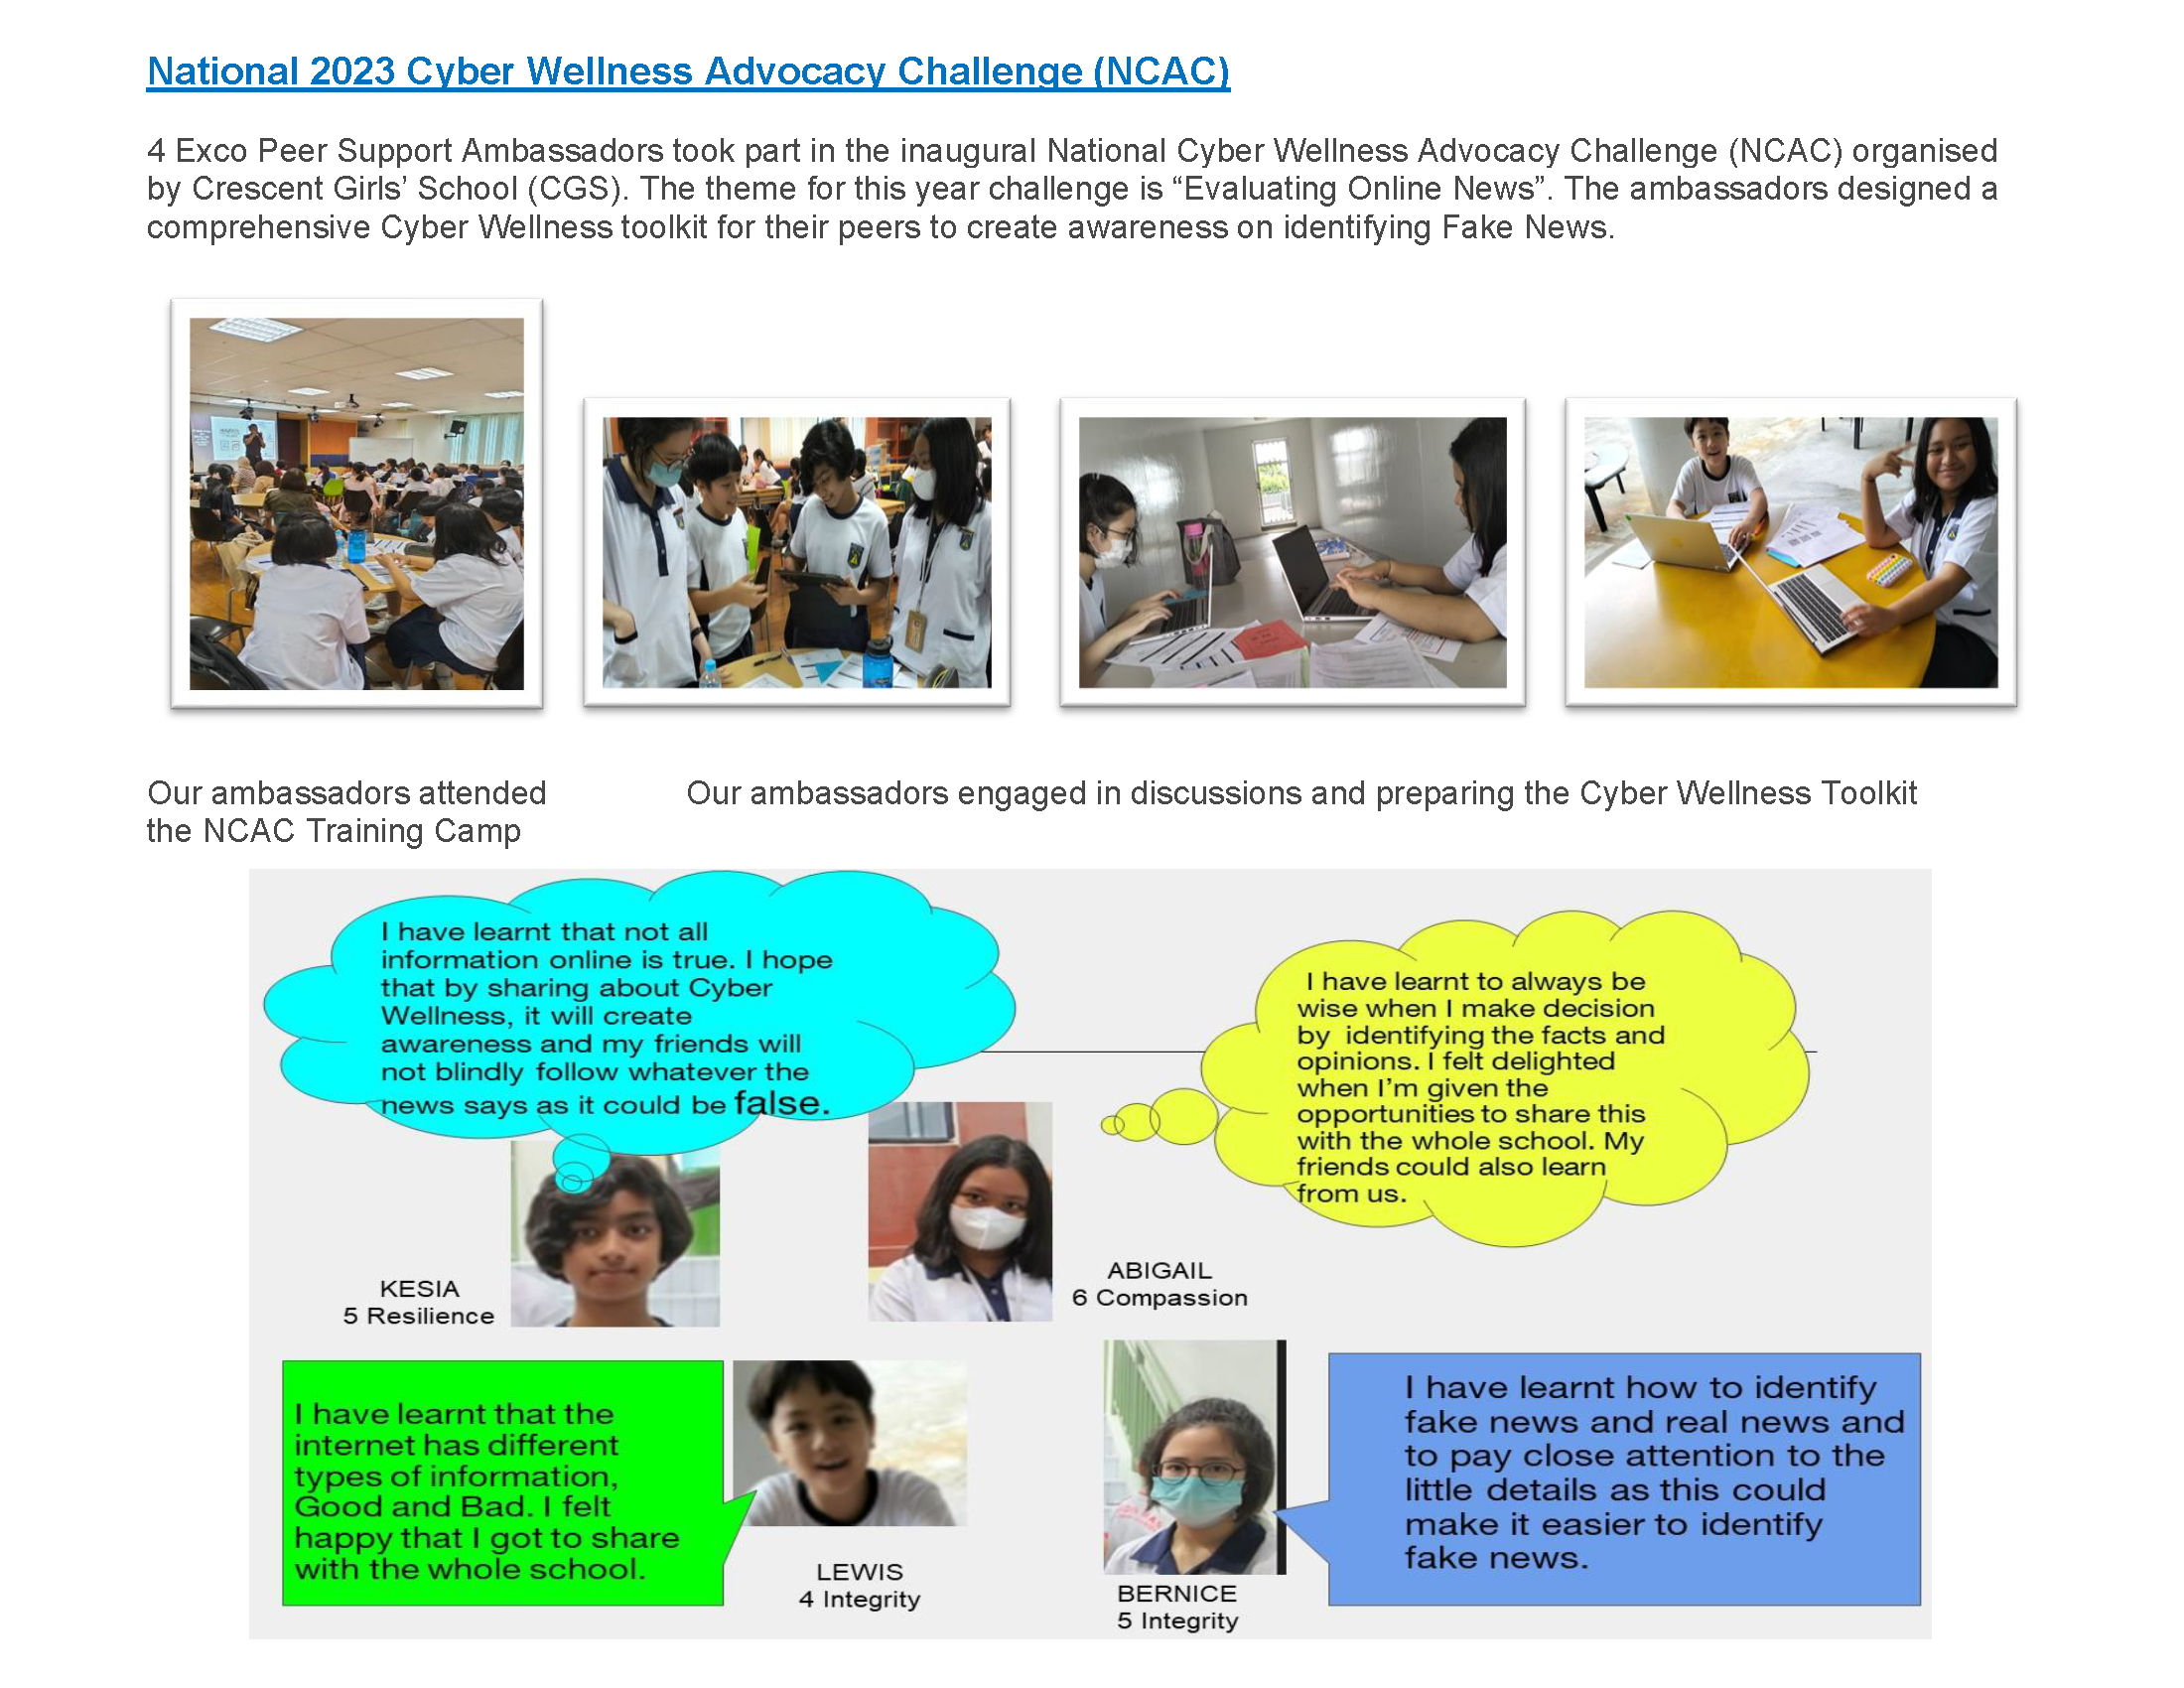 National 2023 Cyber Wellness Advocacy Challenge (NCAC)
4 Exco Peer Support Ambassadors took part in the inaugural National Cyber Wellness Advocacy Challenge (NCAC) organised
by Crescent Girls’ School (CGS). The theme for this year challenge is “Evaluating Online News”. The ambassadors designed a
comprehensive Cyber Wellness toolkit for their peers to create awareness on identifying Fake News.
Our ambassadors attended
the NCAC Training Camp
Our ambassadors engaged in discussions and preparing the Cyber Wellness Toolkit
I have learnt that not all
information online is true. I hope
that by sharing about Cyber
Wellness, it will create
awareness and my friends will
not blindly follow whatever the
news says as it could be false.
KESIA
5 Resilience
I have learnt to always be
wise when I make decision
by identifying the facts and
opinions. I felt delighted
when I’m given the
opportunities to share this
with the whole school. My
friends could also learn
from us.
ABIGAIL
6 Compassion
I have learnt that the
internet has different
types of information,
Good and Bad. I felt
happy that I got to share
with the whole school.
LEWIS
4 Integrity
I have learnt how to identify
fake news and real news and
to pay close attention to the
little details as this could
make it easier to identify
fake news.
BERNICE
5 Integrity